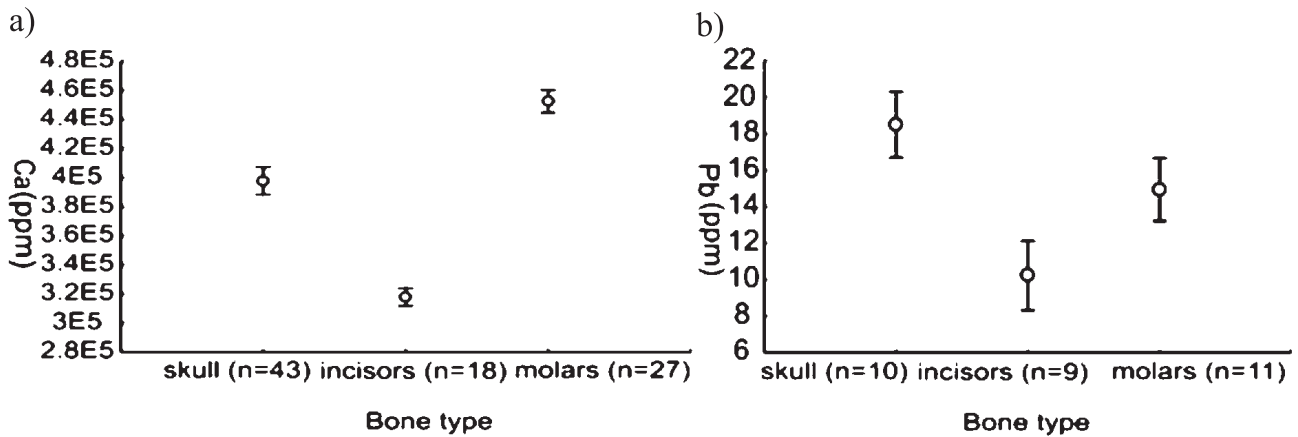 a)
4.8E5
4.6E5
4.4E5
4.2E5
4E5
3.8E5
3.6E5
3.4E5
3.2E5
3E5
2.8E5
Ca(ppm)
skull (n=43) incisors (n=18) molars (n=27)
Bone type
b)
22
20
18
16
14
12
10
8
6
Pb(ppm)
skull (n=10) incisors (n=9) molars (n=11)
Bone type